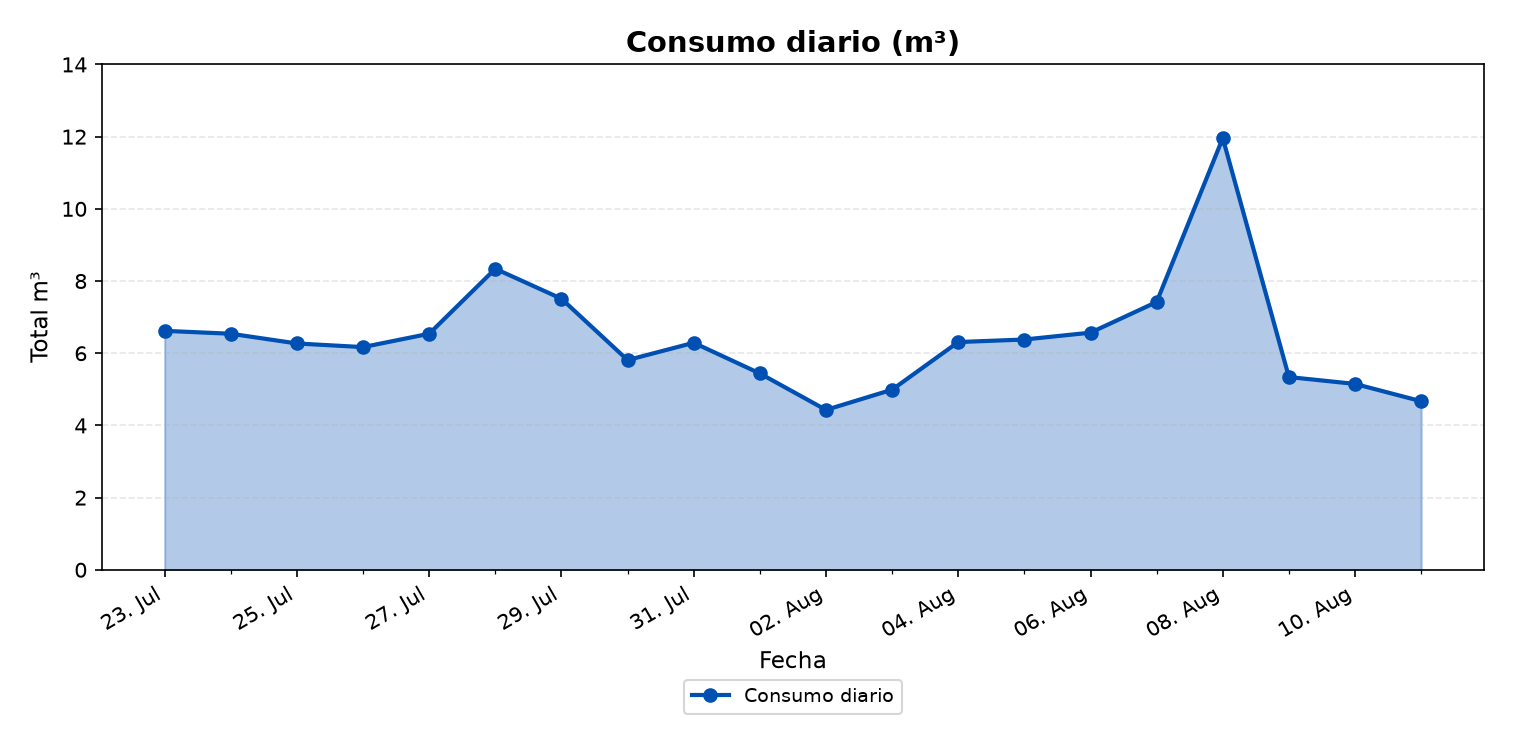 Consumo diario (m³)
Total m³
14
12
10
8
6
4
2
0
23. Jul
25. Jul
27. Jul
29. Jul
31. Jul
02. Aug
04. Aug
06. Aug
08. Aug
10. Aug
Fecha
Consumo diario